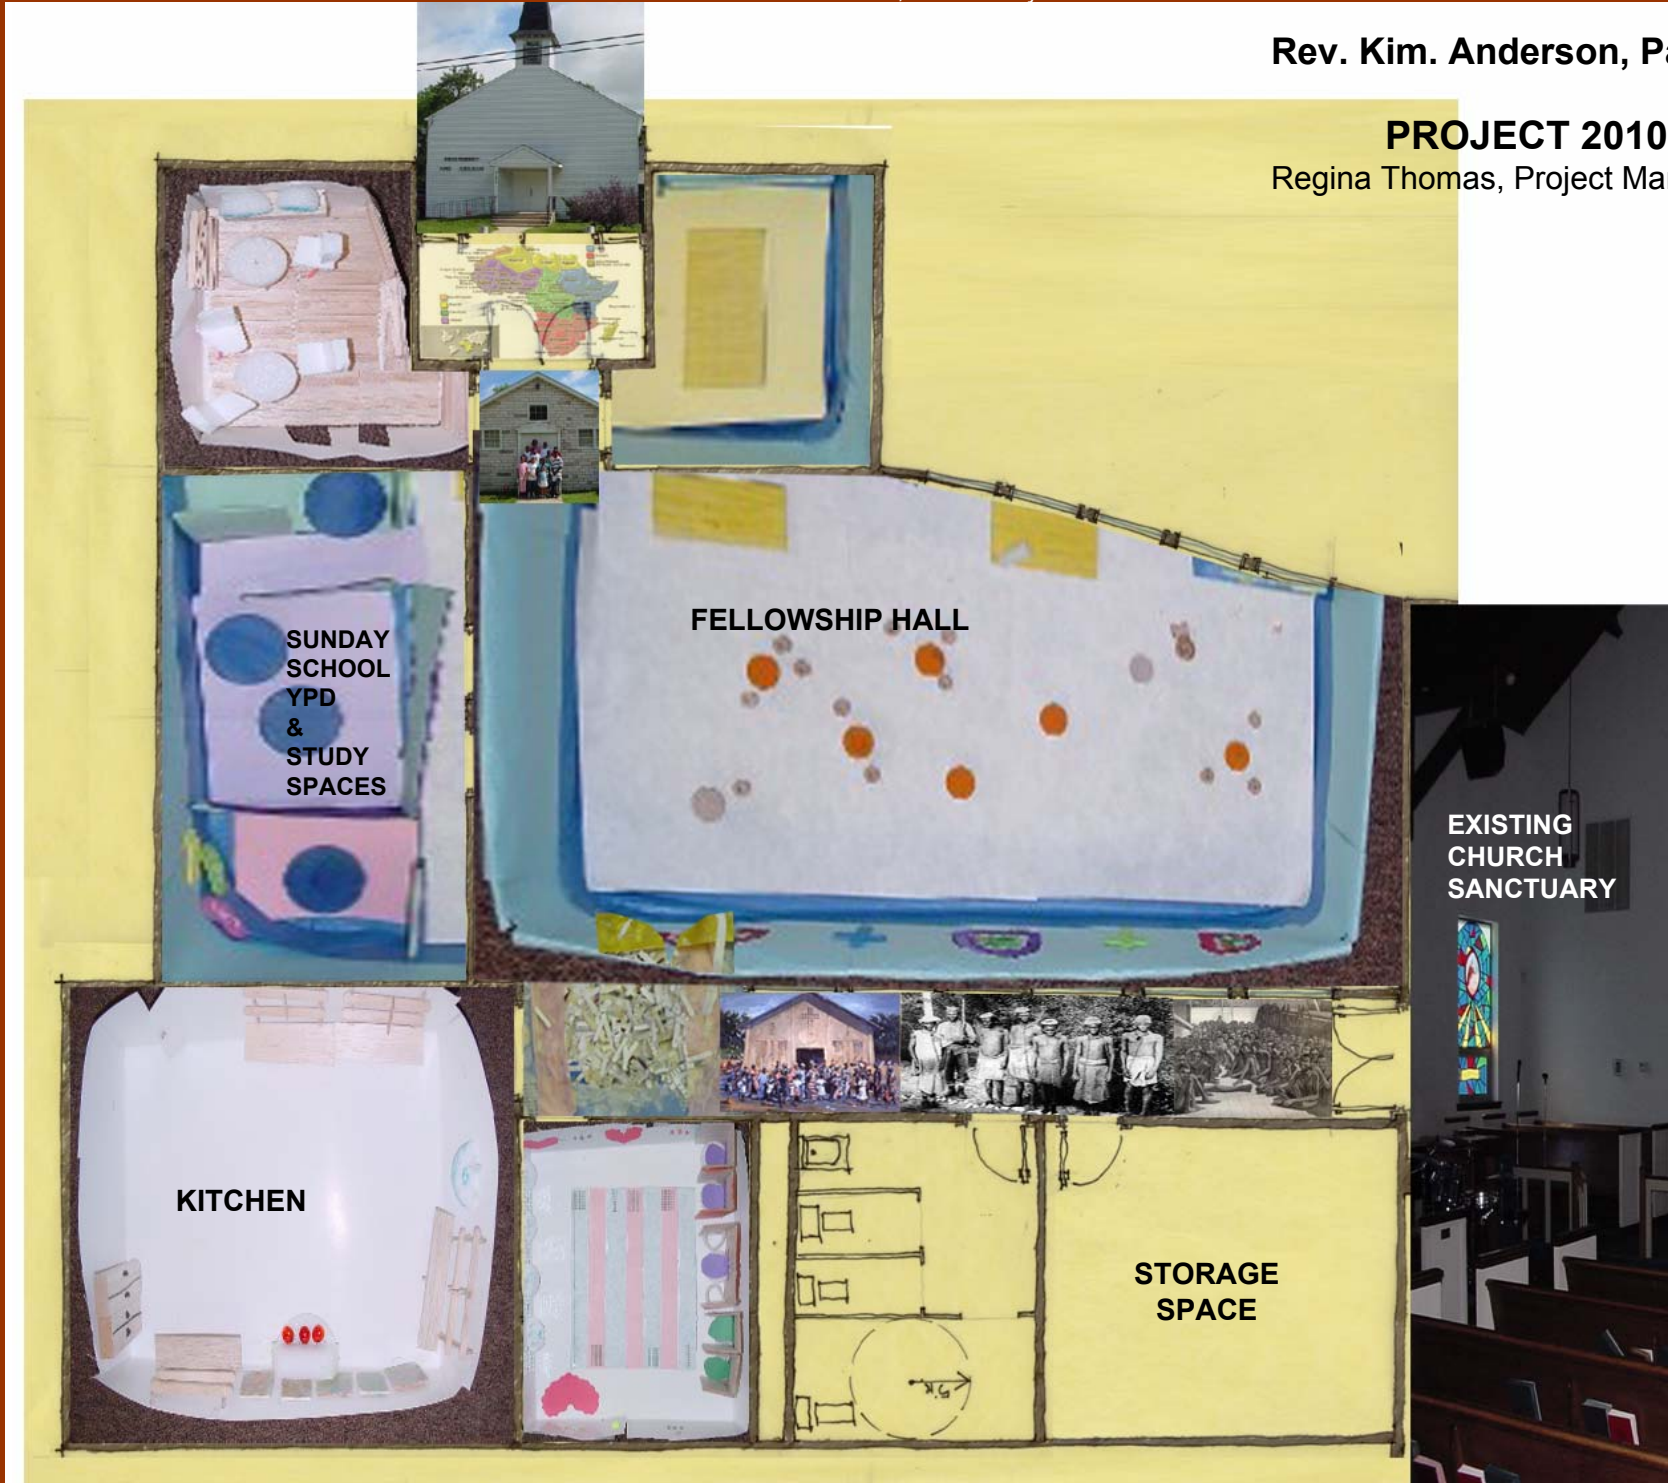 Rev. Kim. Anderson, Pa
PROJECT 2010
Regina Thomas, Project Ma
FELLOWSHIP HALL
SUNDAY
SCHOOL
YPD
&
STUDY
SPACES
EXISTING
CHURCH
SANCTUARY
KITCHEN
STORAGE
SPACE